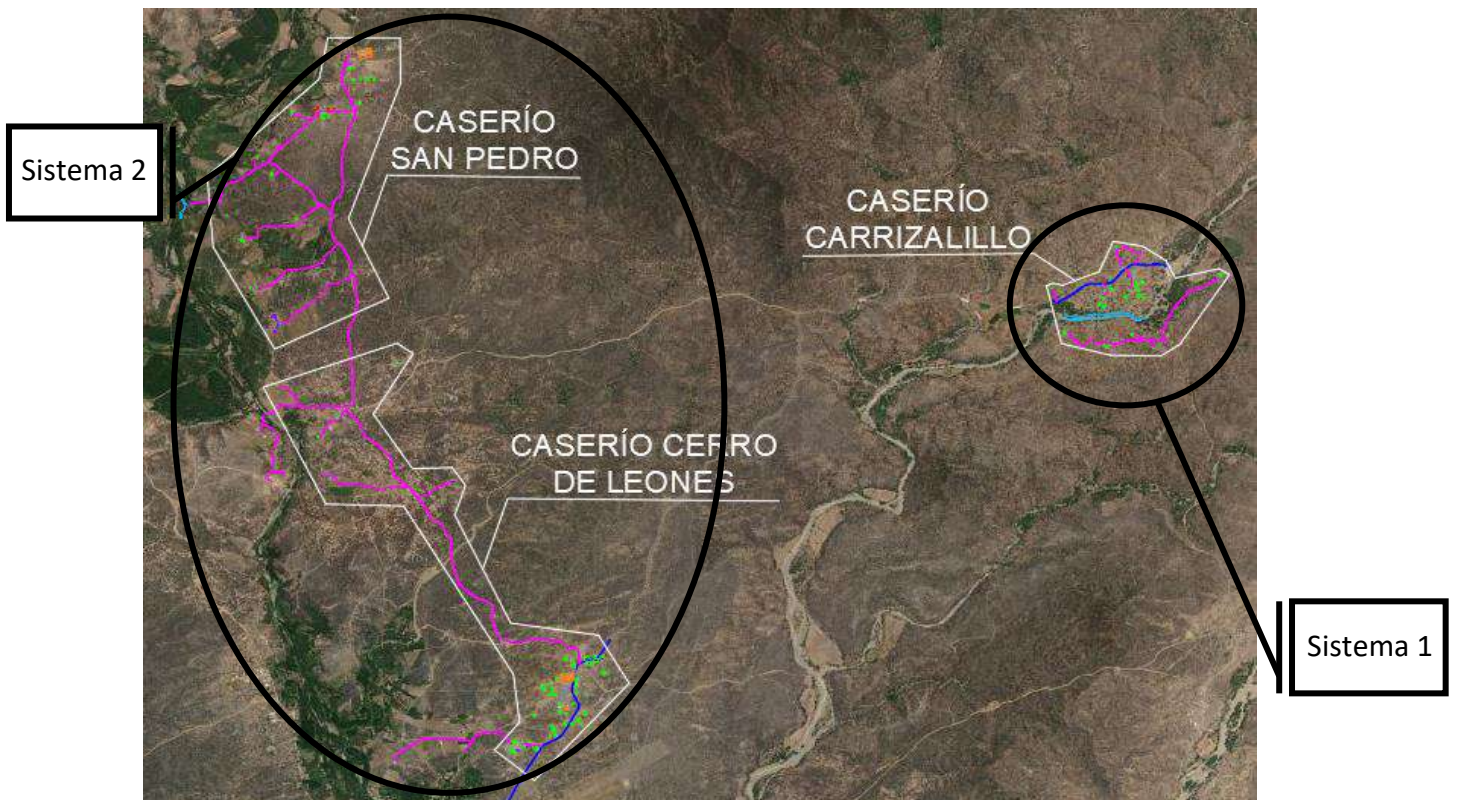 Sistema 2
CASERÍO
SAN PEDRO
CASERÍO
CARRIZALILLO
CASERÍO CERRO
DE LEONES
Sistema 1